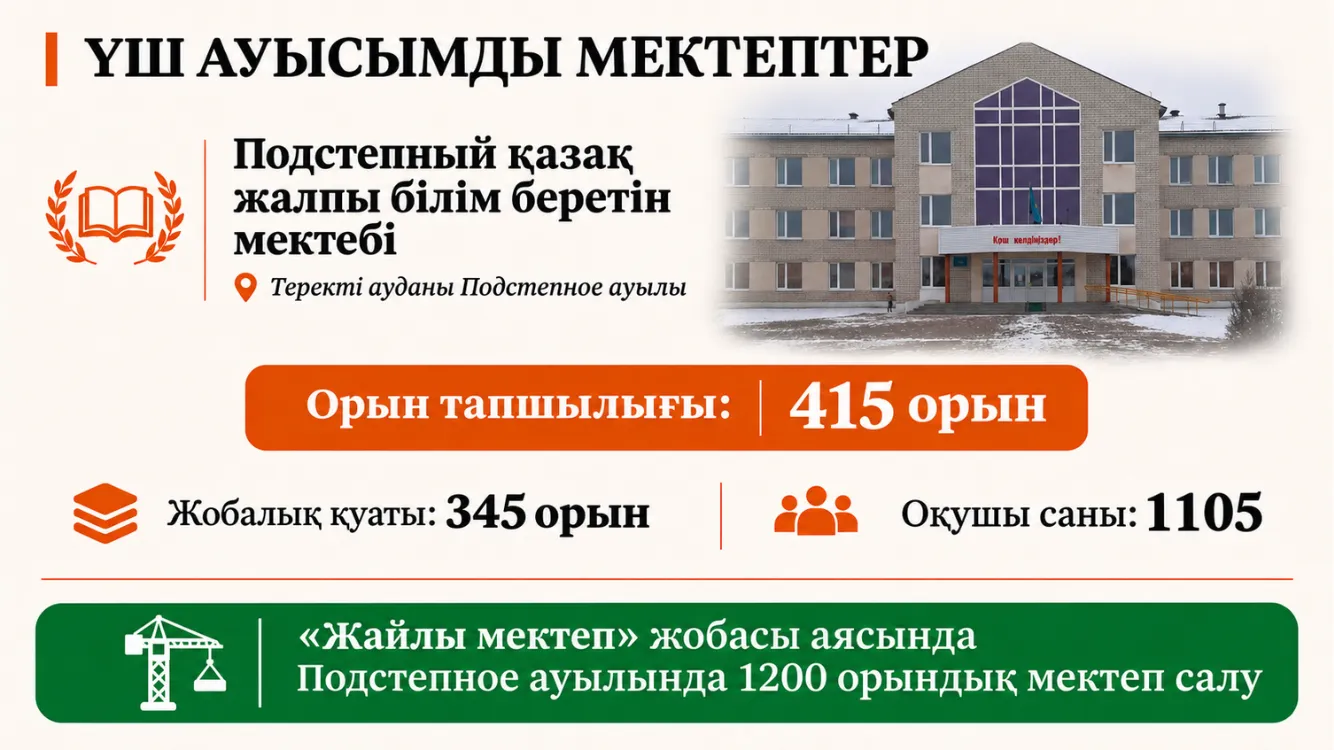 ҮШ АУЫСЫМДЫ МЕКТЕПТЕР
Подстепный қазақ
жалпы білім беретін
мектебі
Теректі ауданы Подстепное ауылы
Қош келдіңіздер!
Орын тапшылығы: 415 орын
Жобалық қуаты: 345 орын
Оқушы саны: 1105
«Жайлы мектеп» жобасы аясында
Подстепное ауылында 1200 орындық мектеп салу